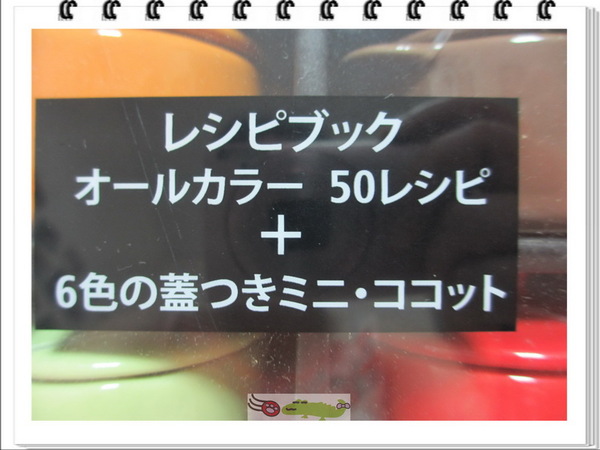 レシピブック
オールカラー 50レシピ
＋
6色の蓋つきミニ・ココット